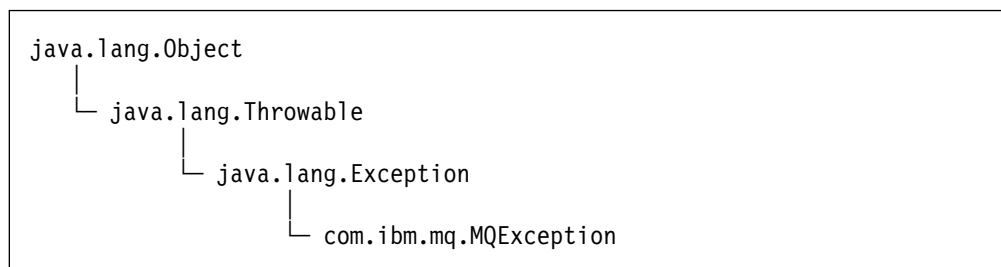 java.lang.Object
java.lang.Throwable
java.lang.Exception
com.ibm.mq.MQException